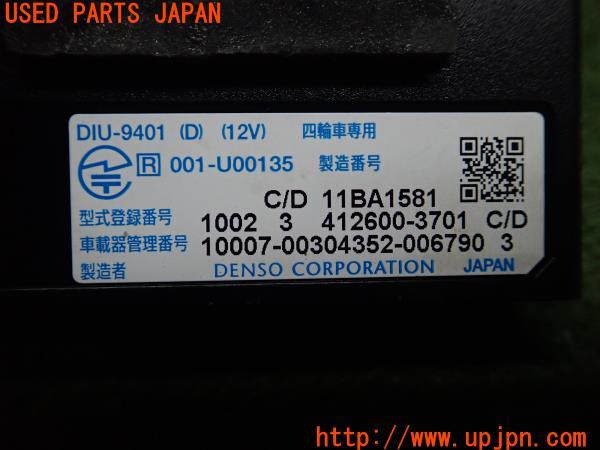 USED PARTS JAPAN
DIU-9401 (D) (12V) 四輪車専用
R 001-U00135 製造番号
C/D 11BA1581
型式登録番号 1002 3 412600-3701 C/D
車載器管理番号 10007-00304352-006790 3
製造者 DENSO CORPORATION JAPAN
UPJ http://www.upjpn.com